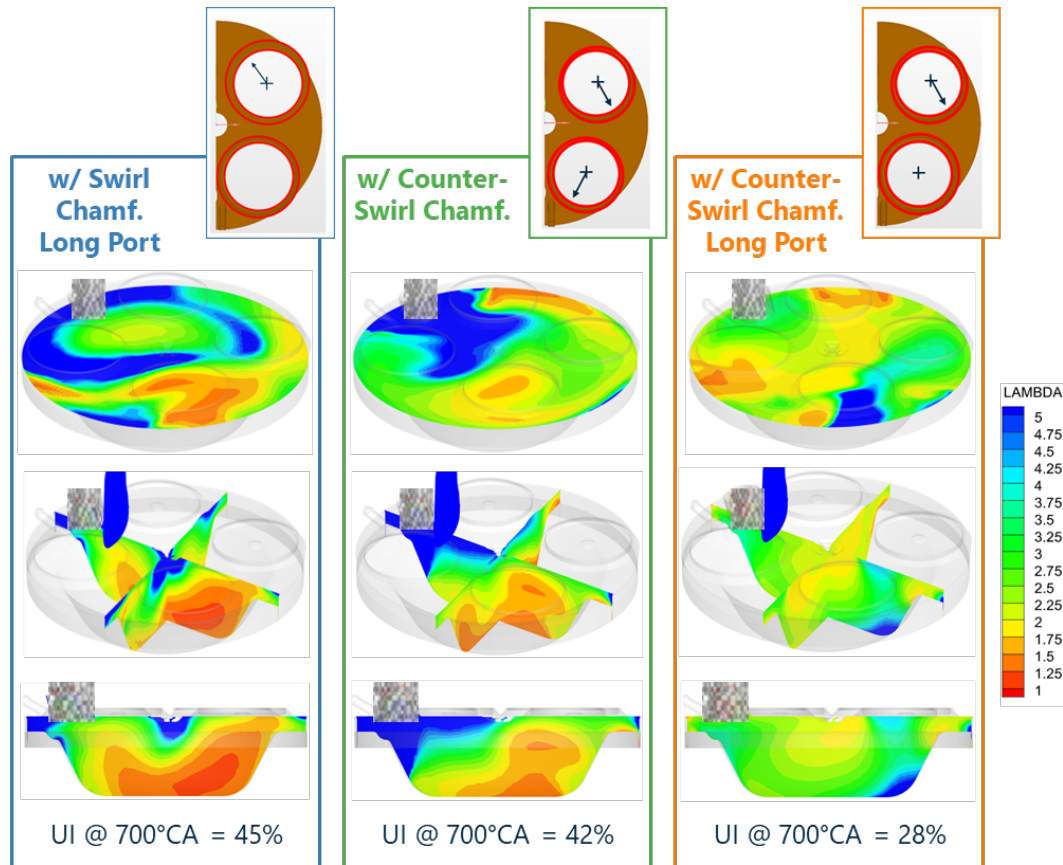 w/ Swirl
Chamf.
Long Port
w/ Counter-
Swirl Chamf.
w/ Counter-
Swirl Chamf.
Long Port
LAMBDA
5
4.75
4.5
4.25
4
3.75
3.5
3.25
3
2.75
2.5
2.25
2
1.75
1.5
1.25
1
UI @ 700°CA = 45%
UI @ 700°CA = 42%
UI @ 700°CA = 28%